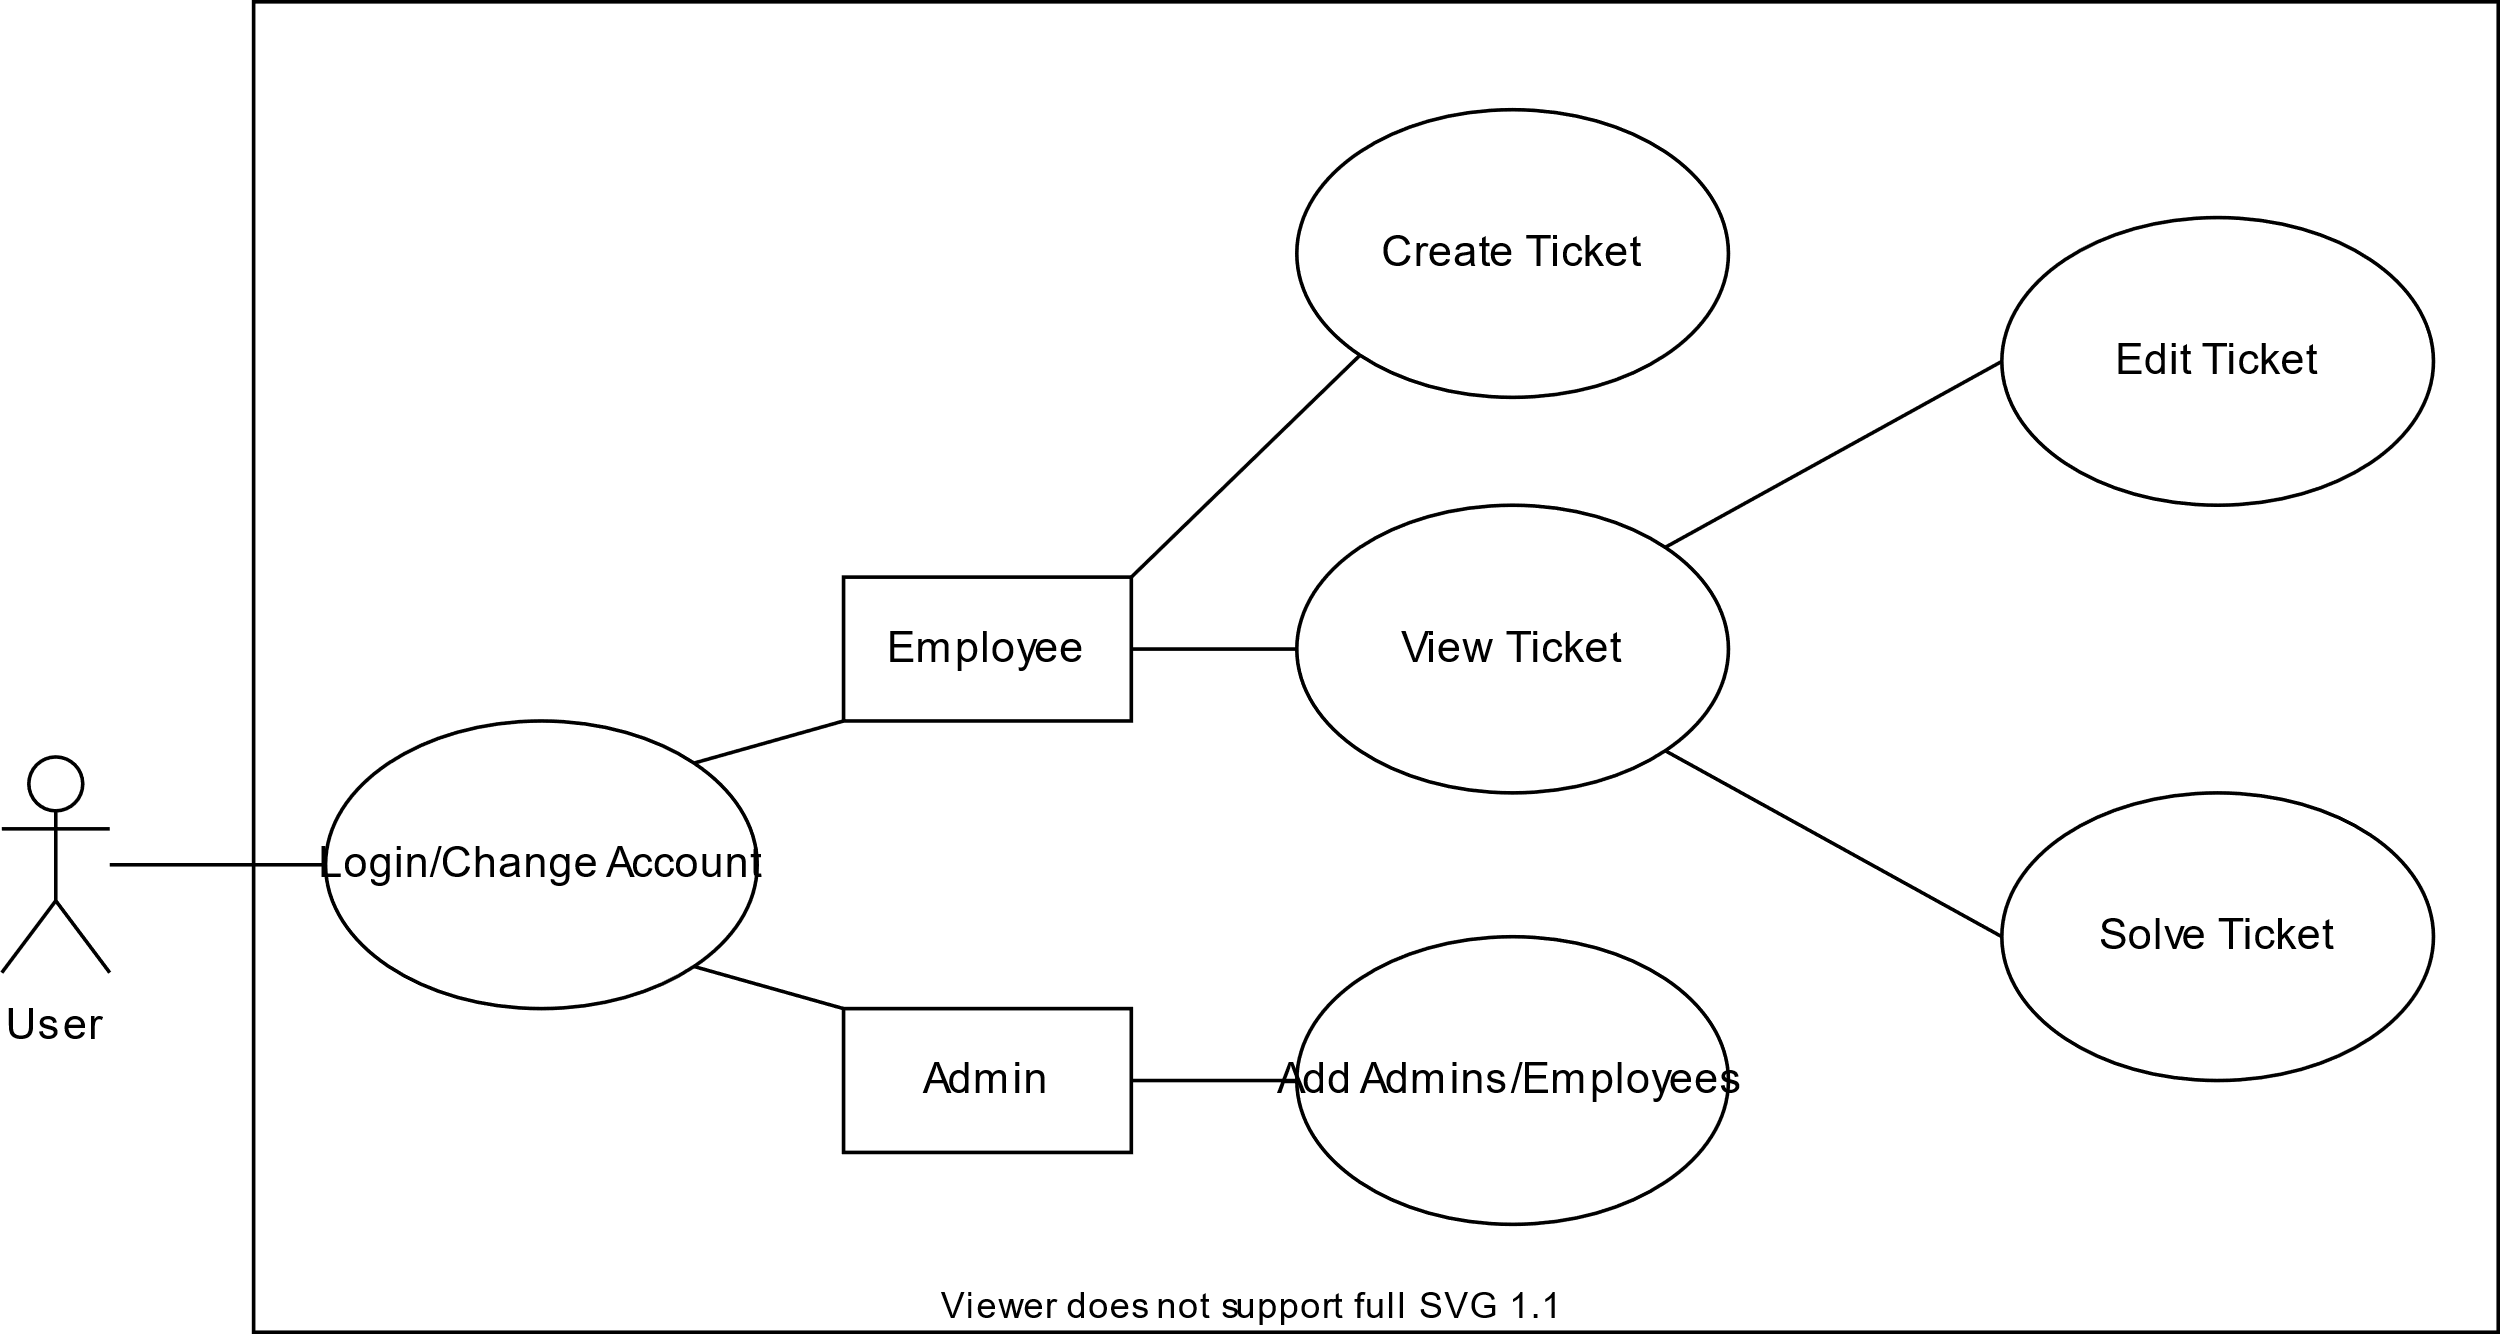 Create Ticket
Edit Ticket
Employee
View Ticket
Login/Change Account
Solve Ticket
User
Admin
Add Admins/Employees
Viewer does not support full SVG 1.1